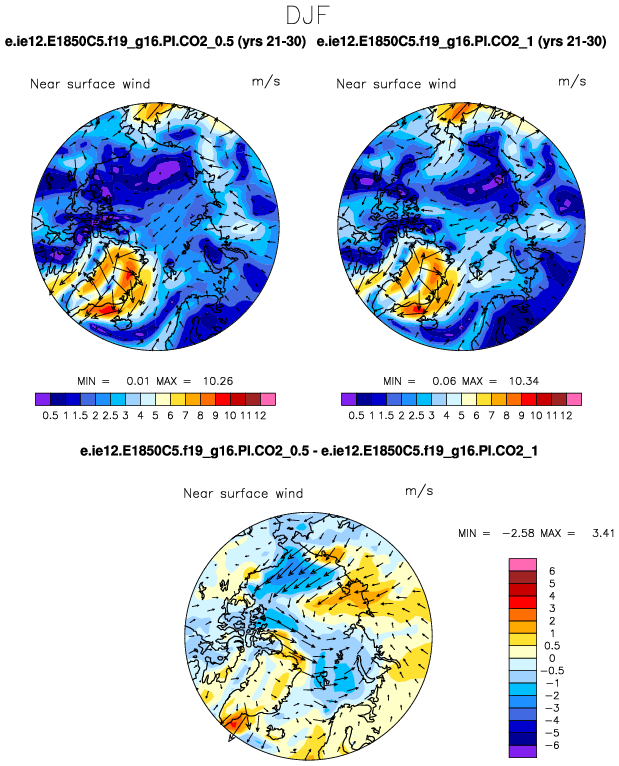 DJF
e.ie12.E1850C5.f19_g16.PI.CO2_0.5 (yrs 21-30) e.ie12.E1850C5.f19_g16.PI.CO2_1 (yrs 21-30)
Near surface wind m/s Near surface wind m/s
MIN = 0.01 MAX = 10.26 MIN = 0.06 MAX = 10.34
0.5 1 1.5 2 2.5 3 4 5 6 7 8 9 10 11 12 0.5 1 1.5 2 2.5 3 4 5 6 7 8 9 10 11 12
e.ie12.E1850C5.f19_g16.PI.CO2_0.5 - e.ie12.E1850C5.f19_g16.PI.CO2_1
Near surface wind m/s
MIN = -2.58 MAX = 3.41
6
5
4
3
2
1
0.5
0
-0.5
-1
-2
-3
-4
-5
-6